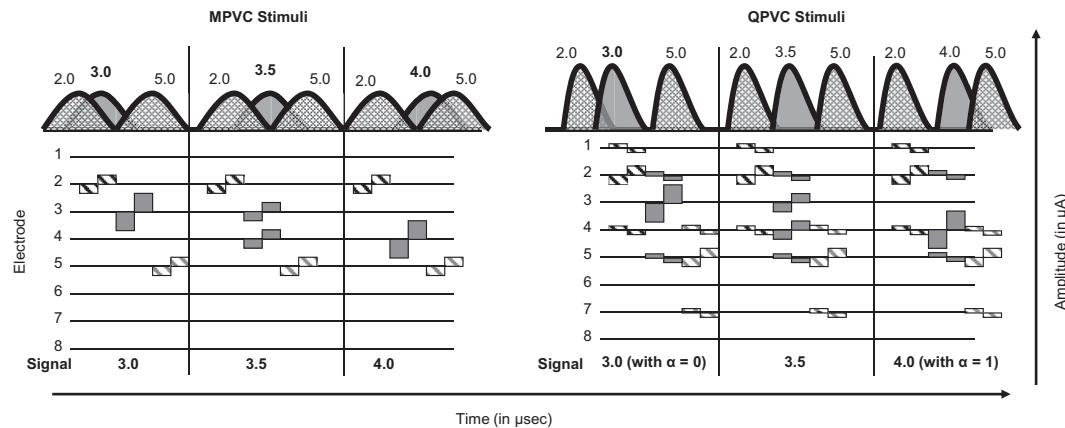 MPVC Stimuli
QPVC Stimuli
2.0 3.0 5.0 2.0 3.5 5.0 2.0 4.0 5.0
2.0 3.0 5.0 2.0 3.5 5.0 2.0 4.0 5.0
Electrode
1
2
3
4
5
6
7
8
1
2
3
4
5
6
7
8
Amplitude (in µA)
Signal 3.0 3.5 4.0
Signal 3.0 (with α = 0) 3.5 4.0 (with α = 1)
Time (in µsec)